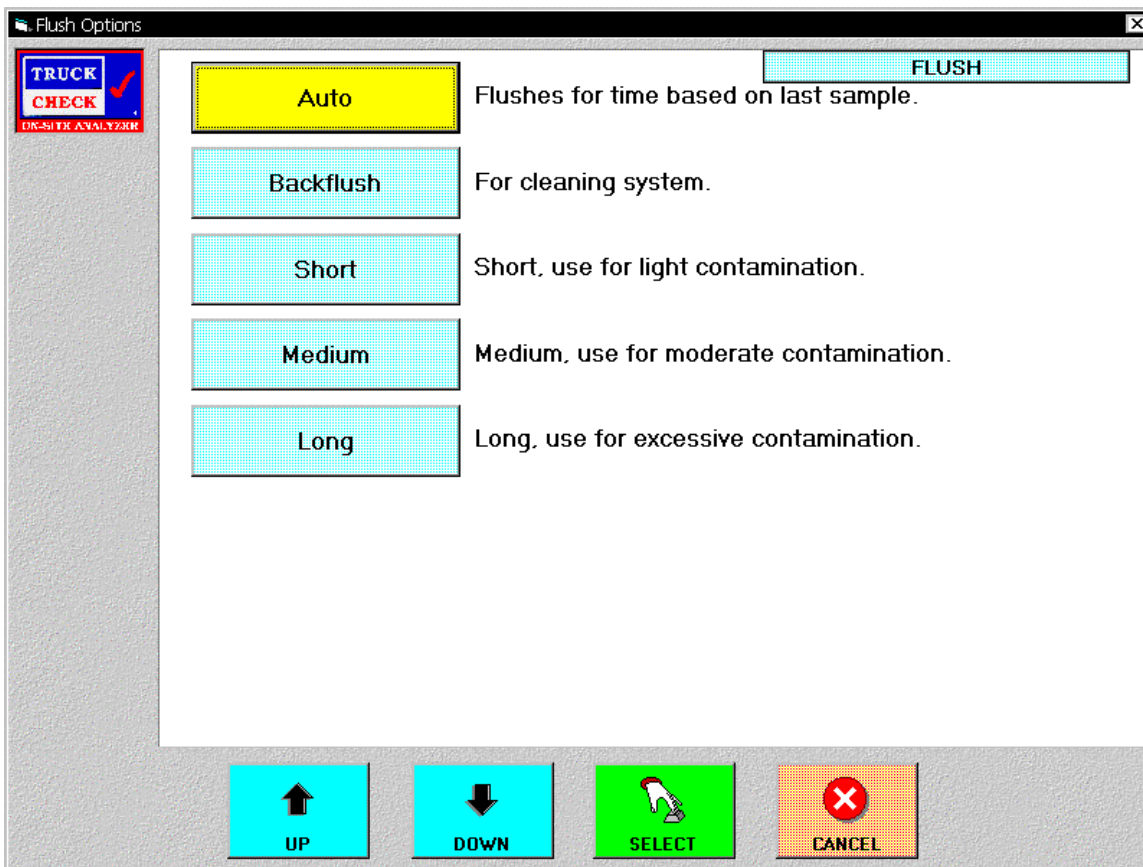 Flush Options
TRUCK
CHECK
ON-SITE ANALYZER
FLUSH
Auto
Flushes for time based on last sample.
Backflush
For cleaning system.
Short
Short, use for light contamination.
Medium
Medium, use for moderate contamination.
Long
Long, use for excessive contamination.
UP
DOWN
SELECT
CANCEL